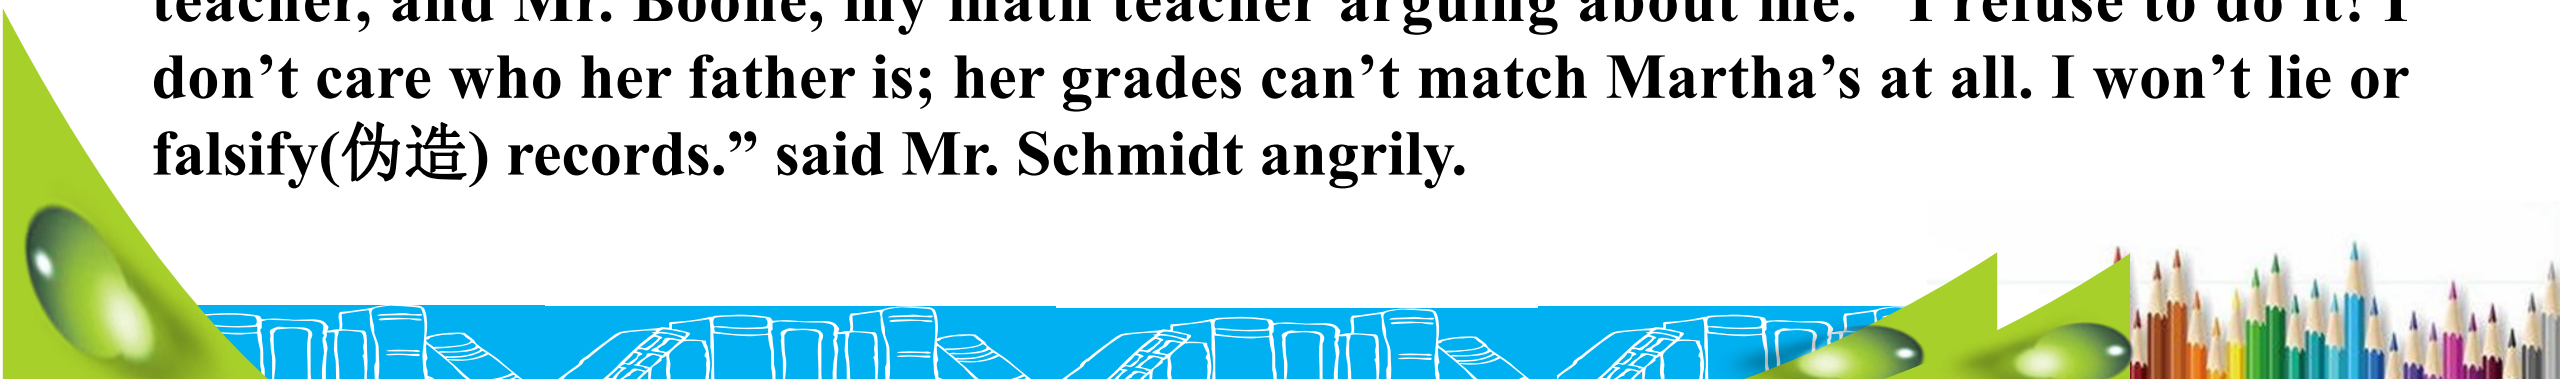 teacher, and Mr. Boone, my math teacher arguing about me. “I refuse to do it! I
don’t care who her father is; her grades can’t match Martha’s at all. I won’t lie or
falsify(伪造) records.” said Mr. Schmidt angrily.